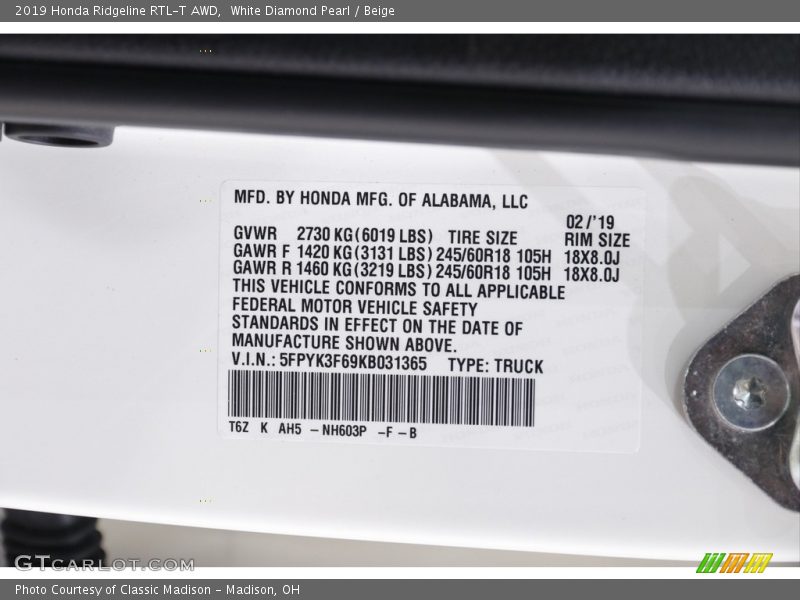 2019 Honda Ridgeline RTL-T AWD,  White Diamond Pearl / Beige
MFD. BY HONDA MFG. OF ALABAMA, LLC
02/'19
GVWR 2730 KG(6019 LBS) TIRE SIZE RIM SIZE
GAWR F 1420 KG(3131 LBS) 245/60R18 105H 18X8.0J
GAWR R 1460 KG(3219 LBS) 245/60R18 105H 18X8.0J
THIS VEHICLE CONFORMS TO ALL APPLICABLE
FEDERAL MOTOR VEHICLE SAFETY
STANDARDS IN EFFECT ON THE DATE OF
MANUFACTURE SHOWN ABOVE.
V.I.N.: 5FPYK3F69KB031365 TYPE: TRUCK
T6Z K AH5 -NH603P -F-B
GTCARLOT.COM
Photo Courtesy of Classic Madison - Madison, OH